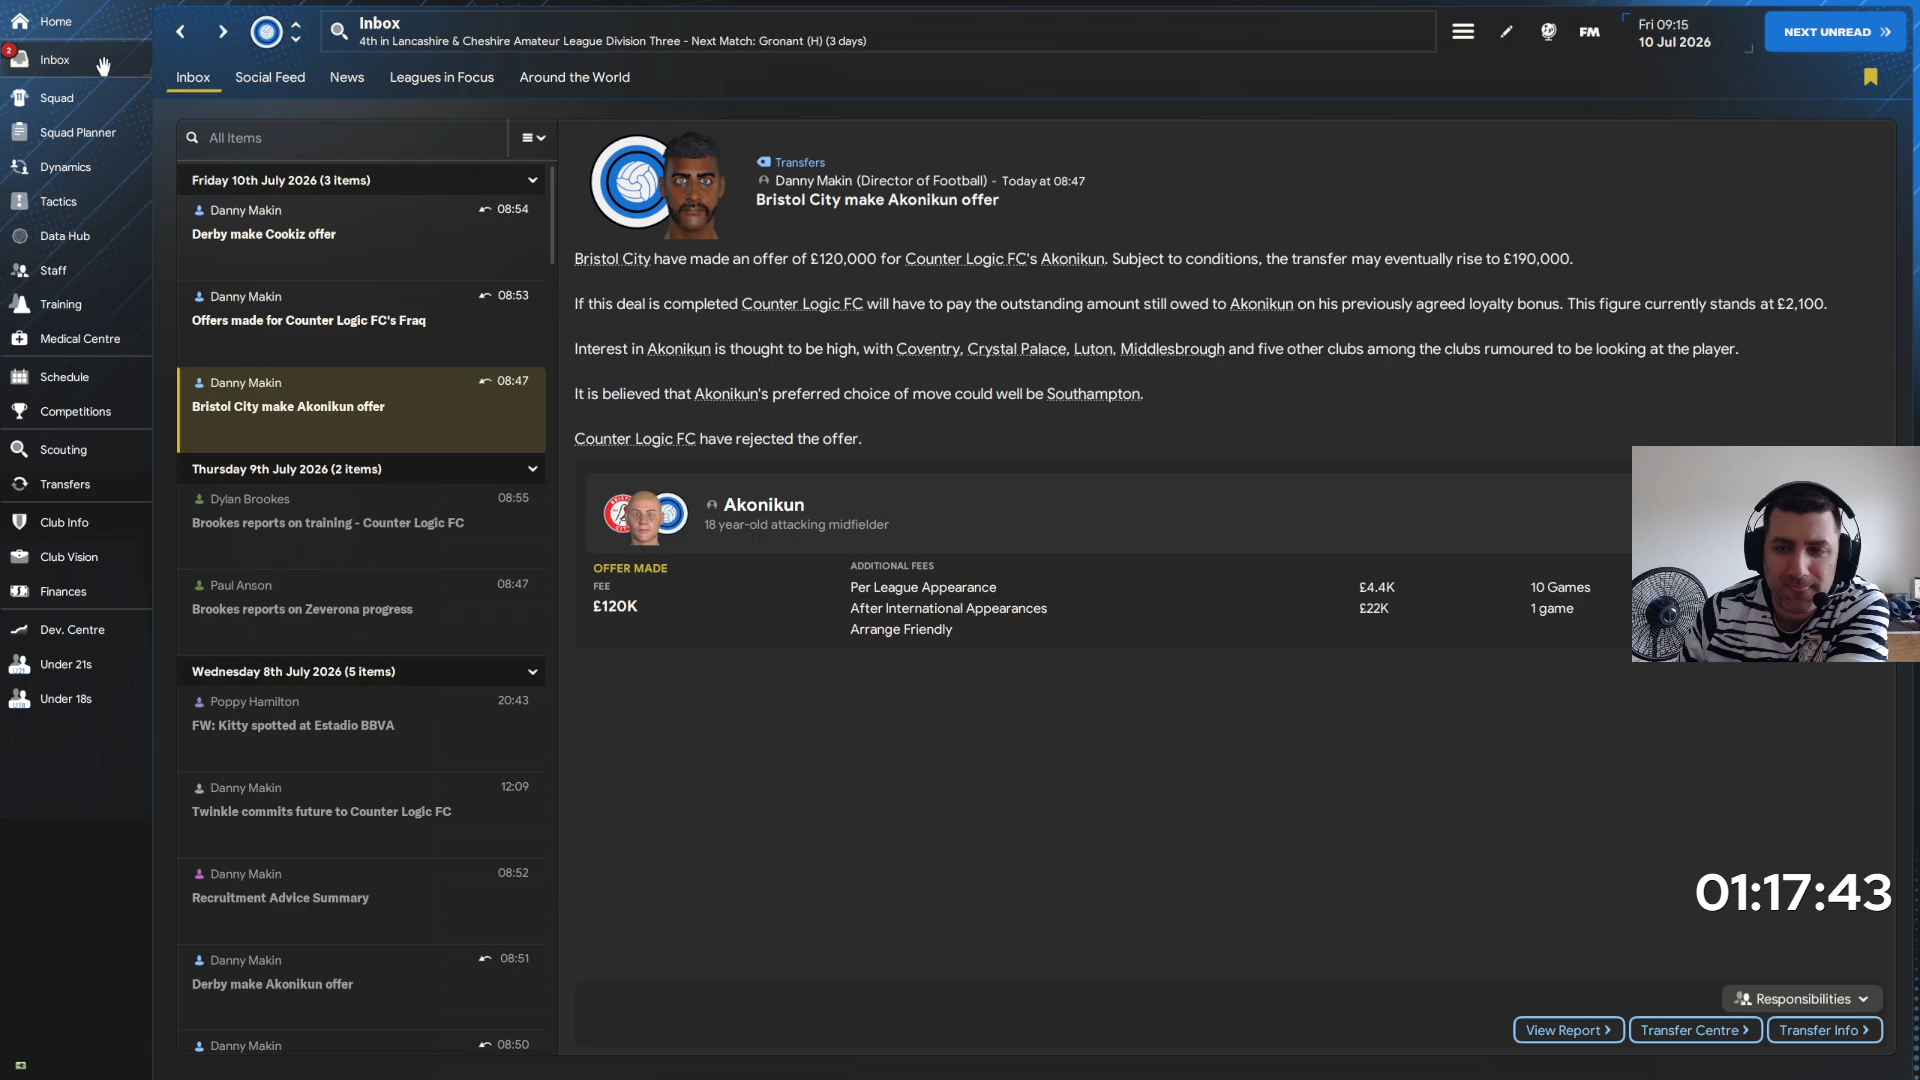 Home
2
Inbox
Squad
Squad Planner
Dynamics
Tactics
Data Hub
Staff
Training
Medical Centre
Schedule
Competitions
Scouting
Transfers
Club Info
Club Vision
Finances
Dev. Centre
Under 21s
Under 18s
Inbox
4th in Lancashire & Cheshire Amateur League Division Three - Next Match: Gronant (H) (3 days)
FM
Fri 09:15
10 Jul 2026
NEXT UNREAD
Inbox Social Feed News Leagues in Focus Around the World
All Items
Friday 10th July 2026 (3 items)
Danny Makin 08:54
Derby make Cookiz offer
Danny Makin 08:53
Offers made for Counter Logic FC's Fraq
Danny Makin 08:47
Bristol City make Akonikun offer
Thursday 9th July 2026 (2 items)
Dylan Brookes 08:55
Brookes reports on training - Counter Logic FC
Paul Anson 08:47
Brookes reports on Zeverona progress
Wednesday 8th July 2026 (5 items)
Poppy Hamilton 20:43
FW: Kitty spotted at Estadio BBVA
Danny Makin 12:09
Twinkle commits future to Counter Logic FC
Danny Makin 08:52
Recruitment Advice Summary
Danny Makin 08:51
Derby make Akonikun offer
Danny Makin 08:50
Transfers
Danny Makin (Director of Football) - Today at 08:47
Bristol City make Akonikun offer
Bristol City have made an offer of £120,000 for Counter Logic FC's Akonikun. Subject to conditions, the transfer may eventually rise to £190,000.
If this deal is completed Counter Logic FC will have to pay the outstanding amount still owed to Akonikun on his previously agreed loyalty bonus. This figure currently stands at £2,100.
Interest in Akonikun is thought to be high, with Coventry, Crystal Palace, Luton, Middlesbrough and five other clubs among the clubs rumoured to be looking at the player.
It is believed that Akonikun's preferred choice of move could well be Southampton.
Counter Logic FC have rejected the offer.
Akonikun
18 year-old attacking midfielder
OFFER MADE
FEE
£120K
ADDITIONAL FEES
Per League Appearance £4.4K 10 Games
After International Appearances £22K 1 game
Arrange Friendly
01:17:43
Responsibilities
View Report Transfer Centre Transfer Info